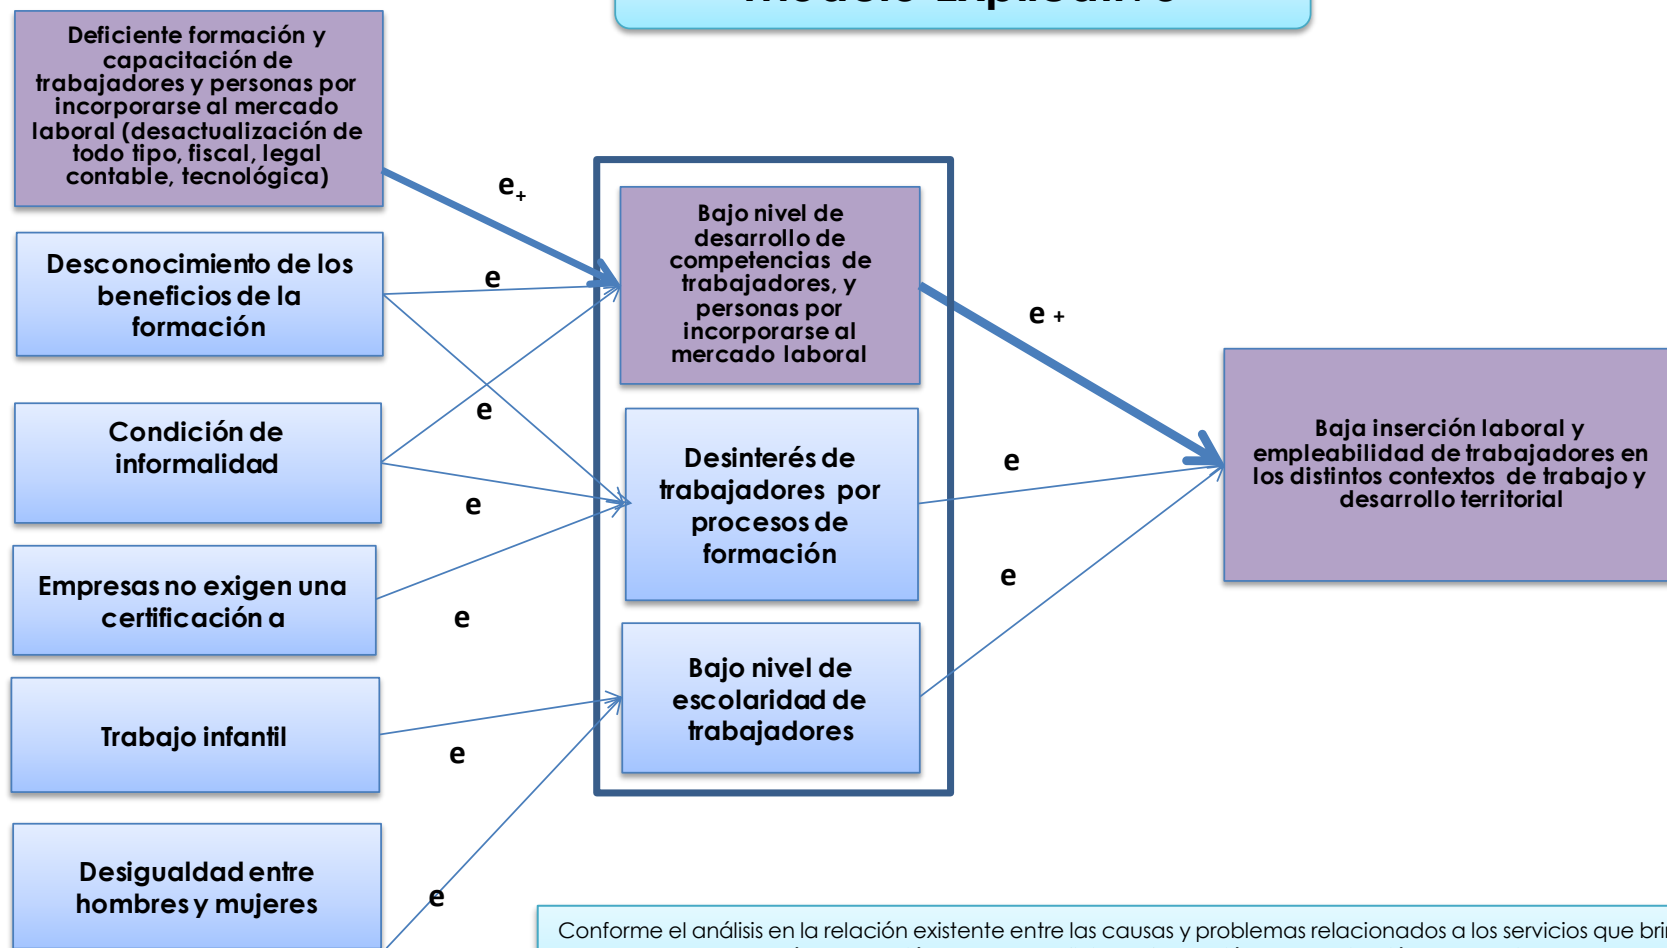 Modelo Explicativo
Deficiente formación y
capacitación de
trabajadores y personas por
incorporarse al mercado
laboral (desactualización de
todo tipo, fiscal, legal
contable, tecnológica)
Desconocimiento de los
beneficios de la
formación
Condición de
informalidad
Empresas no exigen una
certificación a
Trabajo infantil
Desigualdad entre
hombres y mujeres
e+
e
e
e
e
e
e
Bajo nivel de
desarrollo de
competencias de
trabajadores, y
personas por
incorporarse al
mercado laboral
Desinterés de
trabajadores por
procesos de
formación
Bajo nivel de
escolaridad de
trabajadores
e +
e
e
Baja inserción laboral y
empleabilidad de trabajadores en
los distintos contextos de trabajo y
desarrollo territorial
Conforme el análisis en la relación existente entre las causas y problemas relacionados a los servicios que